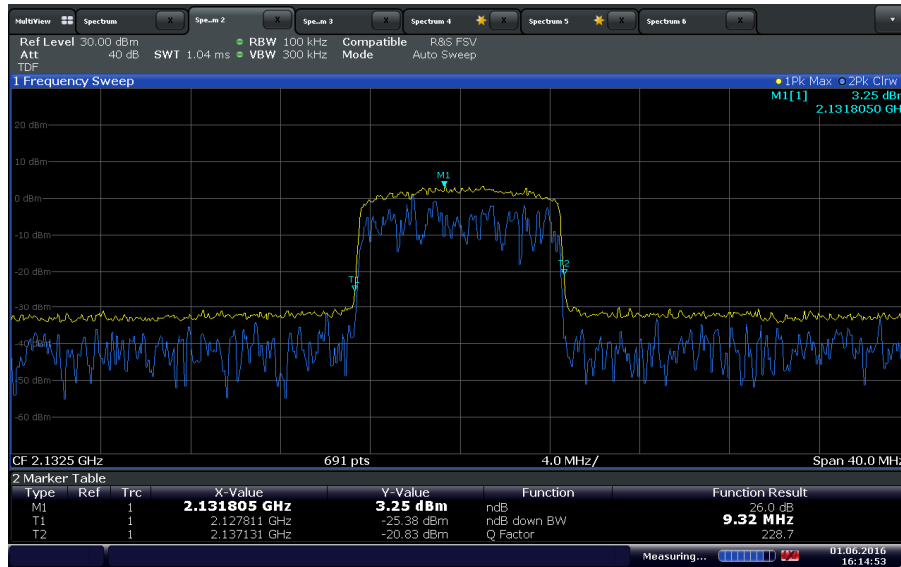 MultiView Spectrum X Spe...m 2 X Spe...m 3 X Spectrum 4 X Spectrum 5 X Spectrum 6 X
Ref Level 30.00 dBm RBW 100 kHz Compatible R&S FSV
Att 40 dB SWT 1.04 ms VBW 300 kHz Mode Auto Sweep
TDF
1 Frequency Sweep 1Pk Max 2Pk Clrw
M1[1] 3.25 dBm
2.1318050 GH
20 dBm
10 dBm
M1
0 dBm
-10 dBm
T2
-20 dBm
T1
-30 dBm
-40 dBm
-50 dBm
-60 dBm
CF 2.1325 GHz 691 pts 4.0 MHz/ Span 40.0 MHz
2 Marker Table
Type Ref Trc X-Value Y-Value Function Function Result
M1 1 2.131805 GHz 3.25 dBm ndB 26.0 dB
T1 1 2.127811 GHz -25.38 dBm ndB down BW 9.32 MHz
T2 1 2.137131 GHz -20.83 dBm Q Factor 228.7
Measuring... 01.06.2016
16:14:53